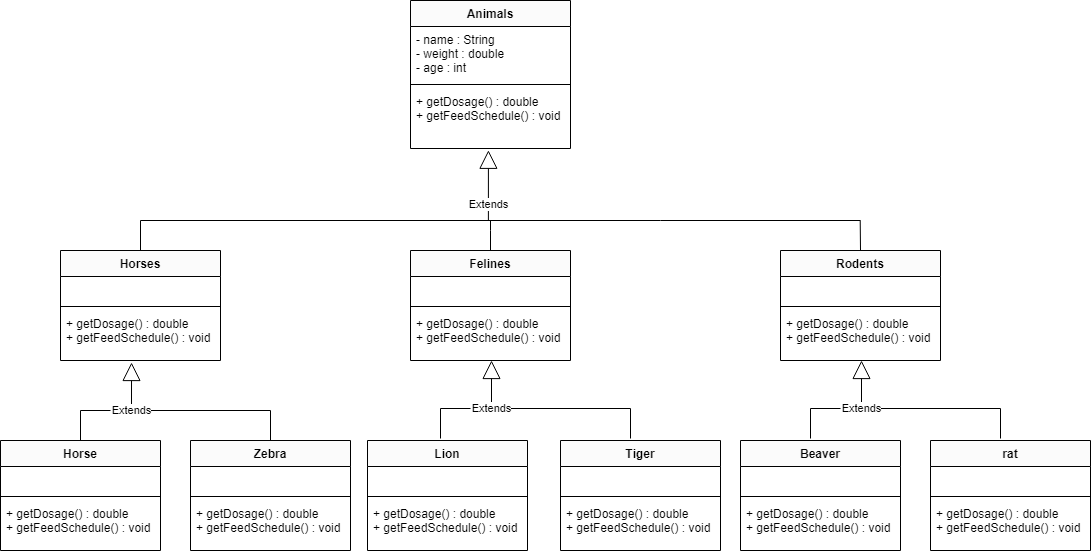 Animals
- name : String
- weight : double
- age : int
+ getDosage() : double
+ getFeedSchedule() : void
Extends
Horses
+ getDosage() : double
+ getFeedSchedule() : void
Felines
+ getDosage() : double
+ getFeedSchedule() : void
Rodents
+ getDosage() : double
+ getFeedSchedule() : void
Extends
Extends
Extends
Horse
+ getDosage() : double
+ getFeedSchedule() : void
Zebra
+ getDosage() : double
+ getFeedSchedule() : void
Lion
+ getDosage() : double
+ getFeedSchedule() : void
Tiger
+ getDosage() : double
+ getFeedSchedule() : void
Beaver
+ getDosage() : double
+ getFeedSchedule() : void
rat
+ getDosage() : double
+ getFeedSchedule() : void